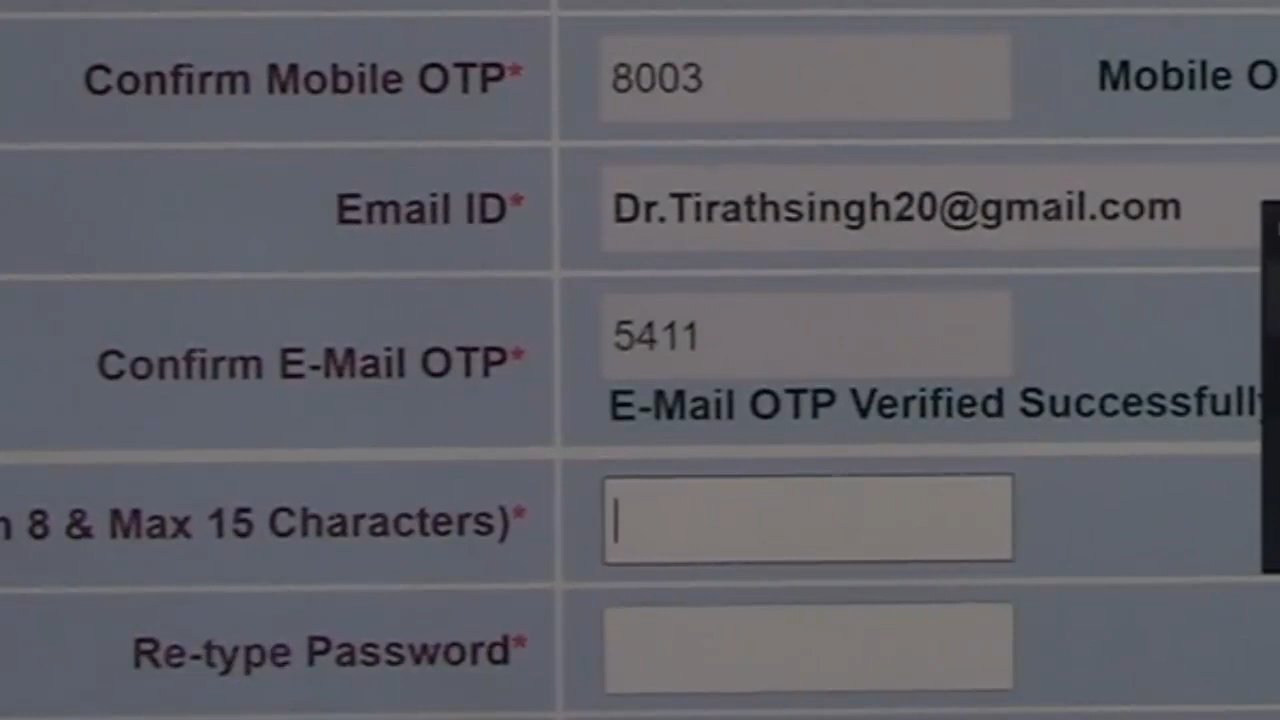 Confirm Mobile OTP* 8003 Mobile O
Email ID* Dr.Tirathsingh20@gmail.com
Confirm E-Mail OTP* 5411
E-Mail OTP Verified Successfully
8 & Max 15 Characters)*
Re-type Password*